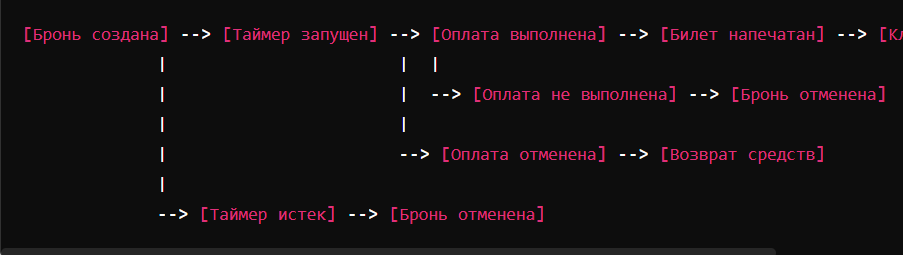 [Бронь создана] --> [Таймер запущен] --> [Оплата выполнена] --> [Билет напечатан] --> [Кл
| | |
| | --> [Оплата не выполнена] --> [Бронь отменена]
| |
| --> [Оплата отменена] --> [Возврат средств]
|
--> [Таймер истек] --> [Бронь отменена]